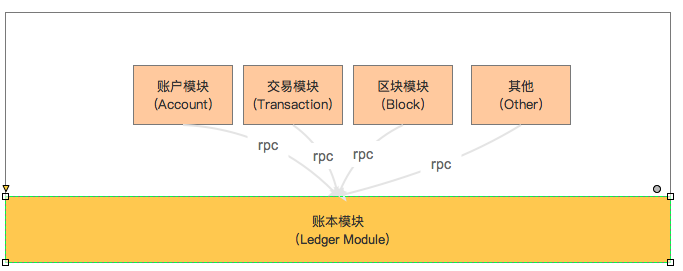 账户模块
（Account）
交易模块
（Transaction）
区块模块
（Block）
其他
（Other）
rpc
rpc
rpc
rpc
账本模块
（Ledger Module）